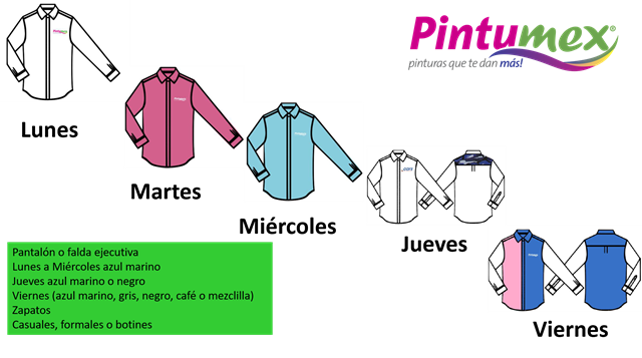 Pintumex®
pinturas que te dan más!
Lunes
Martes
Miércoles
Jueves
Viernes
Pantalón o falda ejecutiva
Lunes a Miércoles azul marino
Jueves azul marino o negro
Viernes (azul marino, gris, negro, café o mezclilla)
Zapatos
Casuales, formales o botines